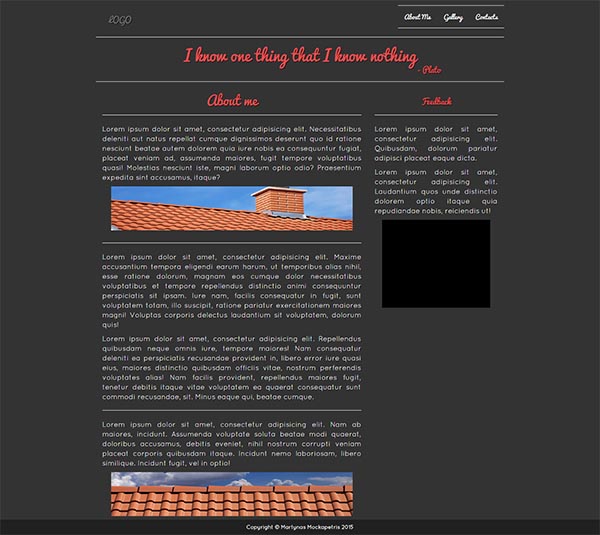 LOGO
About Me Gallery Contacts
I know one thing that I know nothing
- Plato
About me
Lorem ipsum dolor sit amet, consectetur adipisicing elit. Necessitatibus
deleniti aut natus repellat cumque dignissimos deserunt quo id ratione
nesciunt beatae autem dolorem quia iure nobis ea consequuntur fugiat,
placeat veniam ad, assumenda maiores, fugit tempore voluptatibus
quasi! Molestias nesciunt iste, magni laborum optio odio? Praesentium
expedita sint accusamus, itaque?
Lorem ipsum dolor sit amet, consectetur adipisicing elit. Maxime
accusantium tempora eligendi earum harum, ut temporibus alias nihil,
esse ratione dolorum, magnam eos cumque dolor necessitatibus
voluptatibus et tempore repellendus distinctio animi consequuntur
perspiciatis sit ipsam. Iure nam, facilis consequatur in fugit, sunt
voluptatem totam, illo suscipit, ratione pariatur exercitationem maiores
magni! Voluptas corporis delectus laudantium sit voluptatem, dolorum
quis!
Lorem ipsum dolor sit amet, consectetur adipisicing elit. Repellendus
quibusdam neque omnis iure, tempore maiores! Nam consequatur
deleniti ea perspiciatis recusandae provident in, libero error iure quasi
eius, maiores distinctio quibusdam officiis vitae, nostrum perferendis
voluptates alias! Nam facilis provident, repellendus maiores fugit,
tenetur debitis itaque vitae voluptatem ea quaerat consequatur sunt
commodi recusandae, sit. Minus eaque qui, beatae cumque.
Lorem ipsum dolor sit amet, consectetur adipisicing elit. Nam ab
maiores, incidunt. Assumenda voluptate soluta beatae modi quaerat,
doloribus accusamus, debitis eveniet, nihil nostrum corrupti veniam
placeat corporis quibusdam itaque. Incidunt nemo laboriosam, libero
similique. Incidunt fugit, vel in optio!
Feedback
Lorem ipsum dolor sit amet,
consectetur adipisicing elit.
Quibusdam, dolorum pariatur
adipisci placeat eaque dicta.
Lorem ipsum dolor sit amet,
consectetur adipisicing elit.
Laudantium quos unde distinctio
dolorem optio itaque quia
repudiandae nobis, reiciendis ut!
Copyright © Martynas Mockapetris 2015